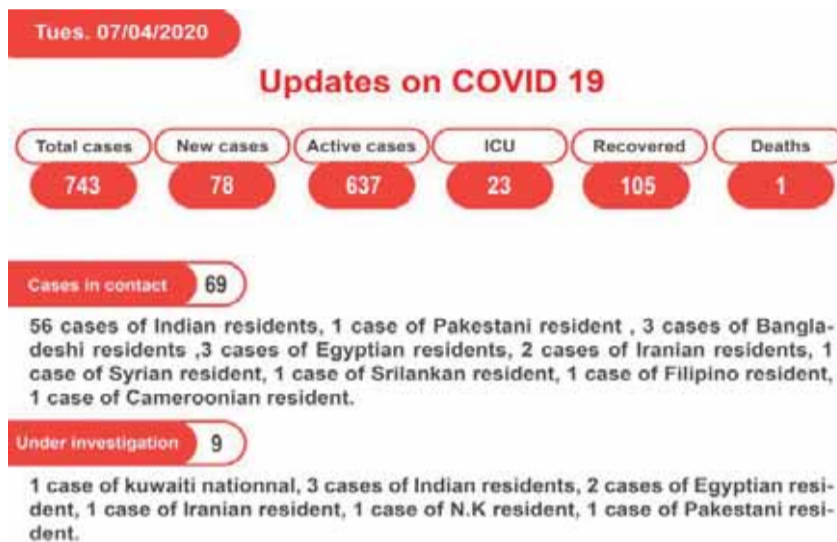 Tues. 07/04/2020
Updates on COVID 19
Total cases New cases Active cases ICU Recovered Deaths
743 78 637 23 105 1
Cases in contact 69
56 cases of Indian residents, 1 case of Pakestani resident , 3 cases of Bangla-
deshi residents ,3 cases of Egyptian residents, 2 cases of Iranian residents, 1
case of Syrian resident, 1 case of Srilankan resident, 1 case of Filipino resident,
1 case of Cameroonian resident.
Under investigation 9
1 case of kuwaiti nationnal, 3 cases of Indian residents, 2 cases of Egyptian resi-
dent, 1 case of Iranian resident, 1 case of N.K resident, 1 case of Pakestani resi-
dent.